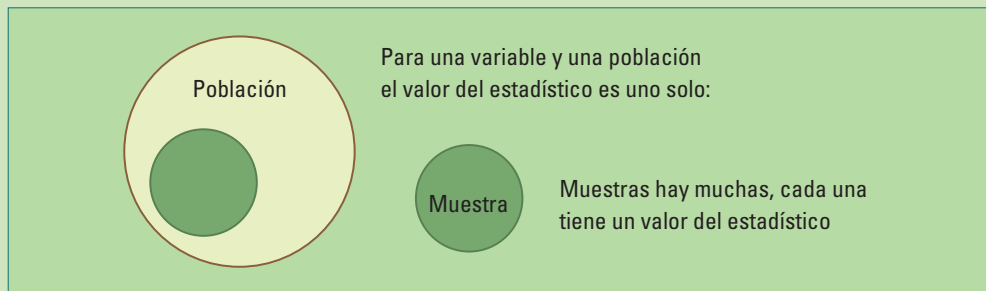 Para una variable y una población
el valor del estadístico es uno solo:
Población
Muestra
Muestras hay muchas, cada una
tiene un valor del estadístico